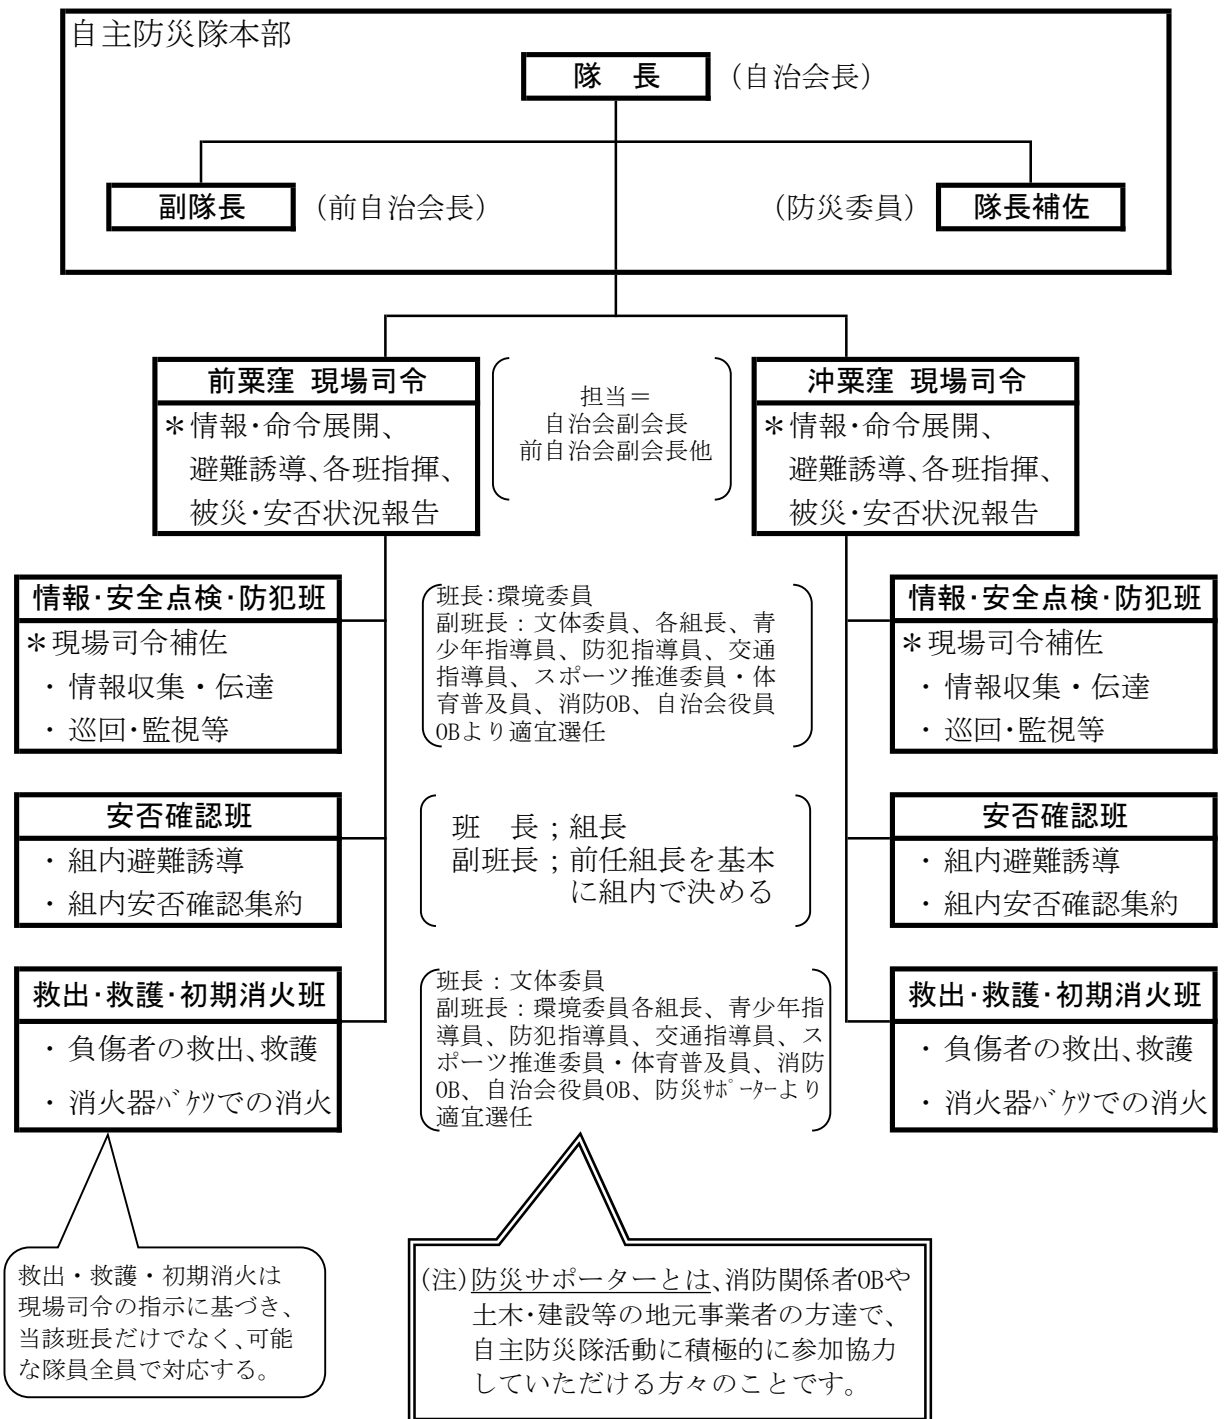 自主防災隊本部
隊　長 (自治会長)
副隊長 (前自治会長) (防災委員) 隊長補佐
前粟窪 現場司令
＊情報・命令展開、
避難誘導、各班指揮、
被災・安否状況報告
担当＝
自治会副会長
前自治会副会長他
沖粟窪 現場司令
＊情報・命令展開、
避難誘導、各班指揮、
被災・安否状況報告
情報・安全点検・防犯班
＊現場司令補佐
・情報収集・伝達
・巡回・監視等
班長：環境委員
副班長：文体委員、各組長、青
少年指導員、防犯指導員、交通
指導員、スポーツ推進委員・体
育普及員、消防OB、自治会役員
OBより適宜選任
情報・安全点検・防犯班
＊現場司令補佐
・情報収集・伝達
・巡回・監視等
安否確認班
・組内避難誘導
・組内安否確認集約
班　長；組長
副班長；前任組長を基本
に組内で決める
安否確認班
・組内避難誘導
・組内安否確認集約
救出・救護・初期消火班
・負傷者の救出、救護
・消火器ﾊﾞｹﾂでの消火
班長：文体委員
副班長：環境委員各組長、青少年指
導員、防犯指導員、交通指導員、ス
ポーツ推進委員・体育普及員、消防
OB、自治会役員OB、防災ｻﾎﾟｰﾀｰより
適宜選任
救出・救護・初期消火班
・負傷者の救出、救護
・消火器ﾊﾞｹﾂでの消火
救出・救護・初期消火は
現場司令の指示に基づき、
当該班長だけでなく、可能
な隊員全員で対応する。
(注)防災サポーターとは、消防関係者OBや
土木・建設等の地元事業者の方達で、
自主防災隊活動に積極的に参加協力
していただける方々のことです。